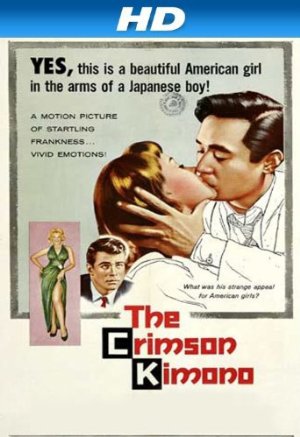 HD
YES, this is a beautiful American girl
in the arms of a Japanese boy!
A MOTION PICTURE
OF STARTLING
FRANKNESS...
VIVID EMOTIONS!
What was his strange appeal
for American girls?
The
Crimson
Kimono